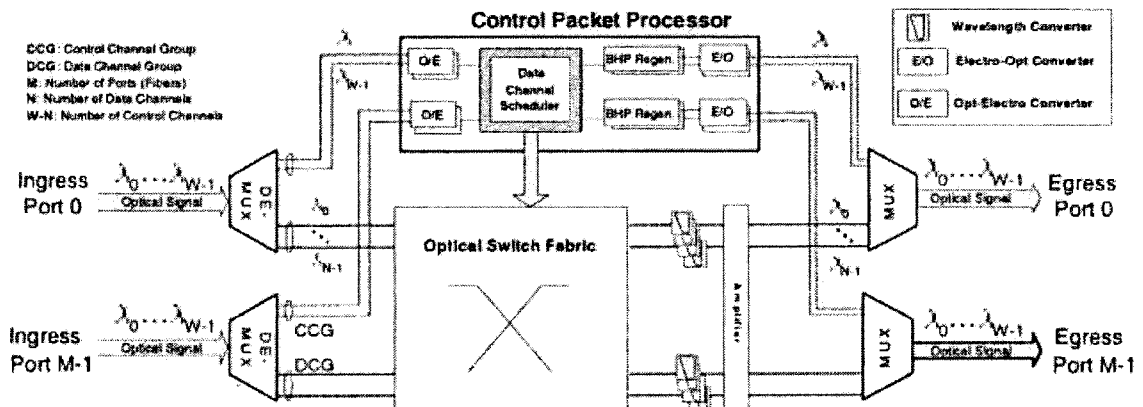 Control Packet Processor
CCG: Control Channel Group
DCG: Data Channel Group
M: Number of Ports (Fibers)
N: Number of Data Channels
W-N: Number of Control Channels
Wavelength Converter
E/O Electro-Opt Converter
O/E Opt-Electro Converter
λ
λW-1
O/E
Data
Channel
Scheduler
BHP Regen.
E/O
λ
λW-1
O/E
BHP Regen.
E/O
Ingress
Port 0
λ0 ···· λW-1
Optical Signal
DE-
MUX
λ0
λN-1
Optical Switch Fabric
Amplifier
λ0
λN-1
MUX
λ0 ···· λW-1
Optical Signal
Egress
Port 0
Ingress
Port M-1
λ0 ···· λW-1
Optical Signal
DE-
MUX
CCG
DCG
MUX
λ0 ···· λW-1
Optical Signal
Egress
Port M-1